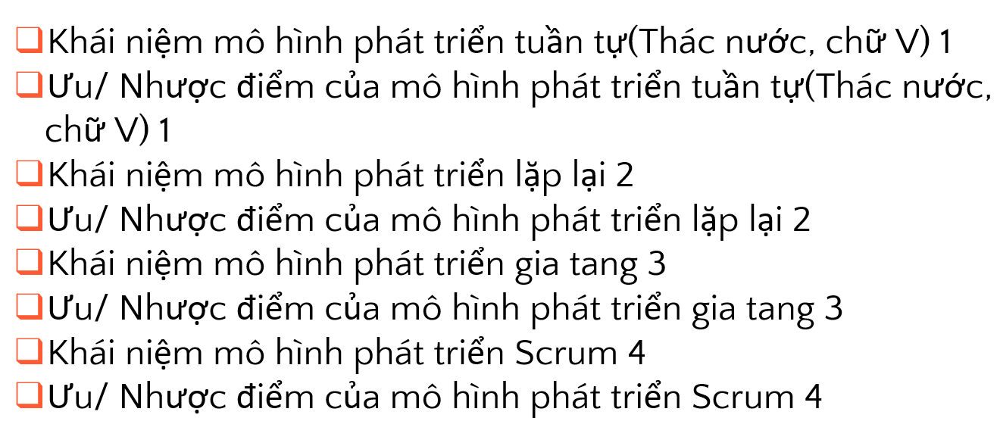 ❑Khái niệm mô hình phát triển tuần tự(Thác nước, chữ V) 1
❑Ưu/ Nhược điểm của mô hình phát triển tuần tự(Thác nước,
chữ V) 1
❑Khái niệm mô hình phát triển lặp lại 2
❑Ưu/ Nhược điểm của mô hình phát triển lặp lại 2
❑Khái niệm mô hình phát triển gia tang 3
❑Ưu/ Nhược điểm của mô hình phát triển gia tang 3
❑Khái niệm mô hình phát triển Scrum 4
❑Ưu/ Nhược điểm của mô hình phát triển Scrum 4